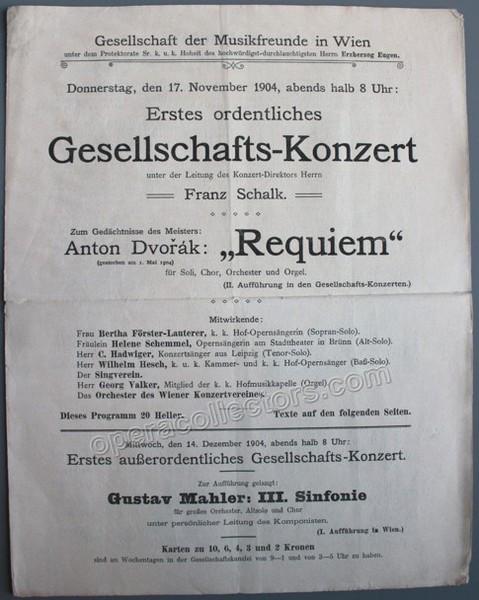 Gesellschaft der Musikfreunde in Wien
unter dem Protektorate Sr. k. u. k. Hoheit des hochwürdigst-durchlauchtigsten Herrn Erzherzog Eugen.
Donnerstag, den 17. November 1904, abends halb 8 Uhr:
Erstes ordentliches
Gesellschafts-Konzert
unter der Leitung des Konzert-Direktors Herrn
Franz Schalk.
Zum Gedächtnisse des Meisters:
Anton Dvořák: „Requiem“
(gestorben am 1. Mai 1904)
für Soli, Chor, Orchester und Orgel.
(II. Aufführung in den Gesellschafts-Konzerten.)
Mitwirkende:
Frau Bertha Förster-Lauterer, k. k. Hof-Opernsängerin (Sopran-Solo).
Fräulein Helene Schemmel, Opernsängerin am Stadttheater in Brünn (Alt-Solo).
Herr C. Hadwiger, Konzertsänger aus Leipzig (Tenor-Solo).
Herr Wilhelm Hesch, k. u. k. Kammer- und k. k. Hof-Opernsänger (Baß-Solo).
Der Singverein.
Herr Georg Valker, Mitglied der k. k. Hofmusikkapelle (Orgel).
Das Orchester des Wiener Konzertvereines.
Dieses Programm 20 Heller. Texte auf den folgenden Seiten.
operacollectors.com
Mittwoch, den 14. Dezember 1904, abends halb 8 Uhr:
Erstes außerordentliches Gesellschafts-Konzert.
Zur Aufführung gelangt:
Gustav Mahler: III. Sinfonie
für großes Orchester, Altsolo und Chor
unter persönlicher Leitung des Komponisten.
(I. Aufführung in Wien.)
Karten zu 10, 6, 4, 3 und 2 Kronen
sind an Wochentagen in der Gesellschaftskanzlei von 9—1 und von 3—5 Uhr zu haben.